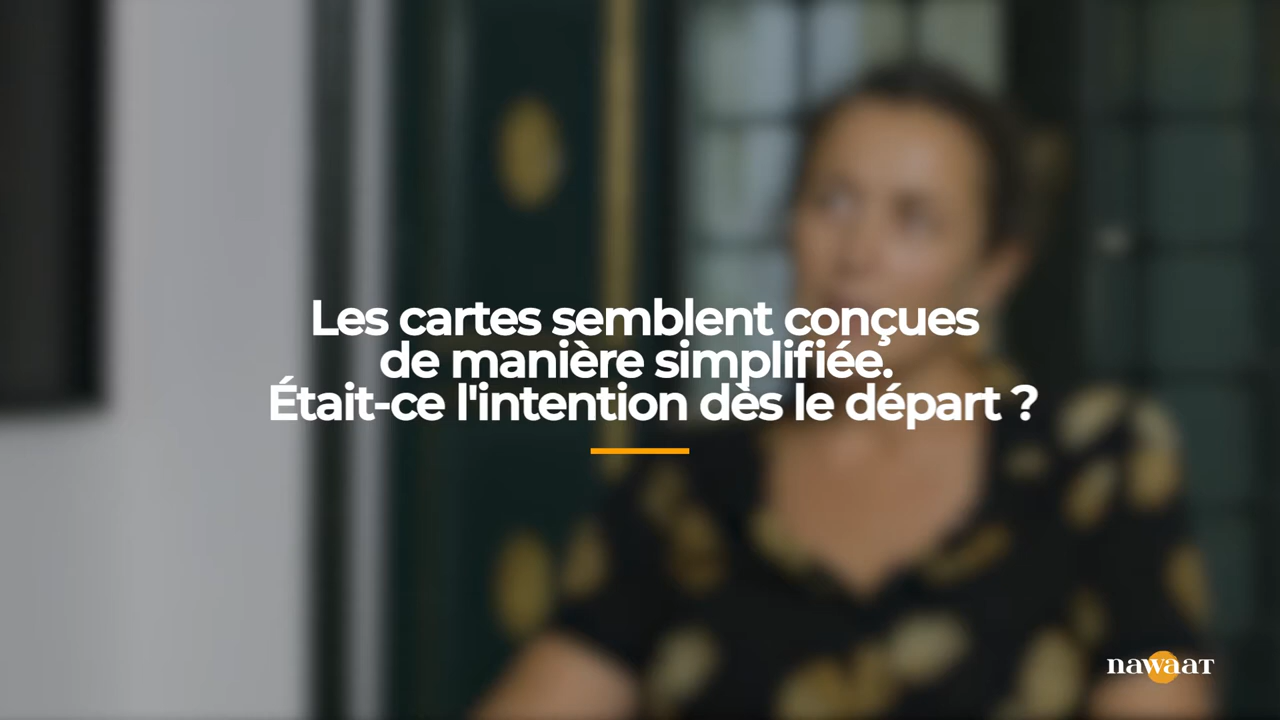 Les cartes semblent conçues
de manière simplifiée.
Était-ce l'intention dès le départ ?
nawaat